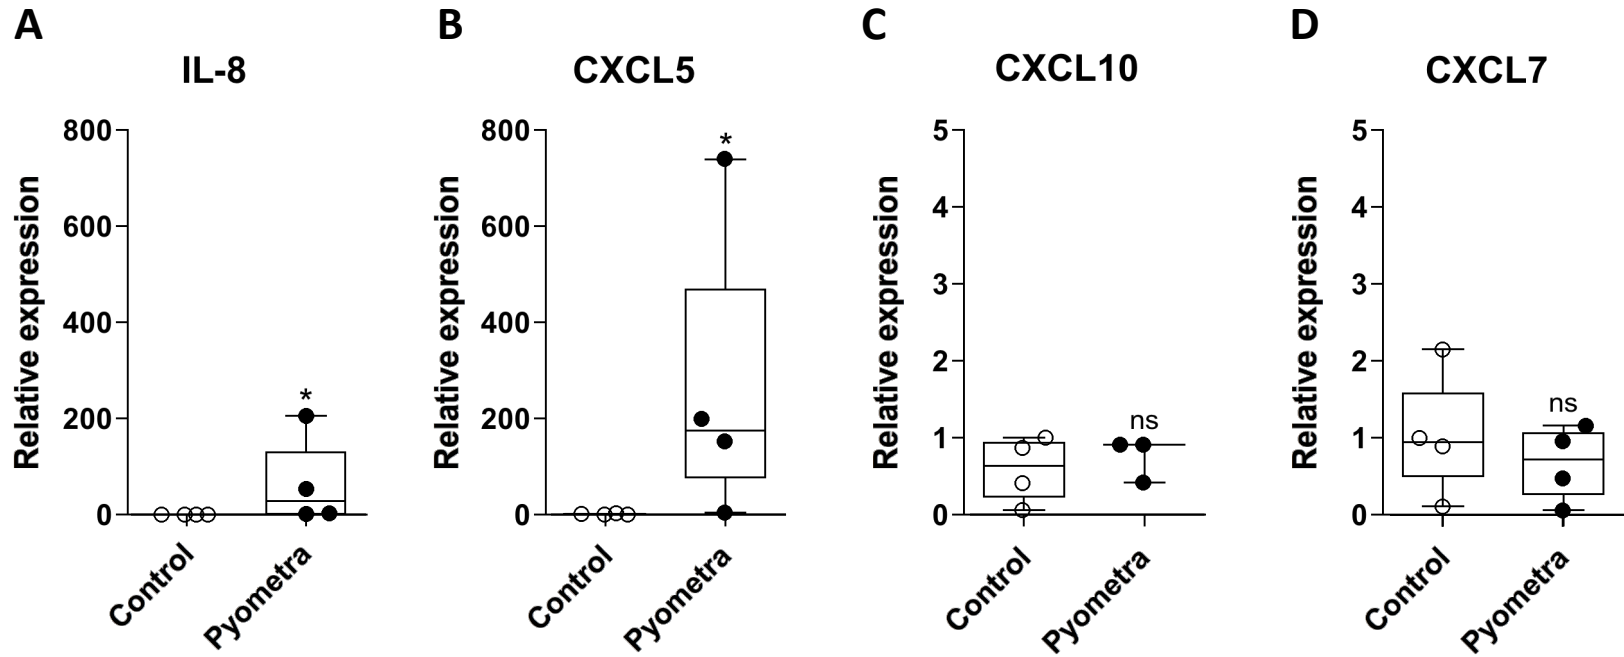 A
IL-8
Relative expression
800
600
400
200
0
*
Control
Pyometra
B
CXCL5
Relative expression
800
600
400
200
0
*
Control
Pyometra
C
CXCL10
Relative expression
5
4
3
2
1
0
ns
Control
Pyometra
D
CXCL7
Relative expression
5
4
3
2
1
0
ns
Control
Pyometra